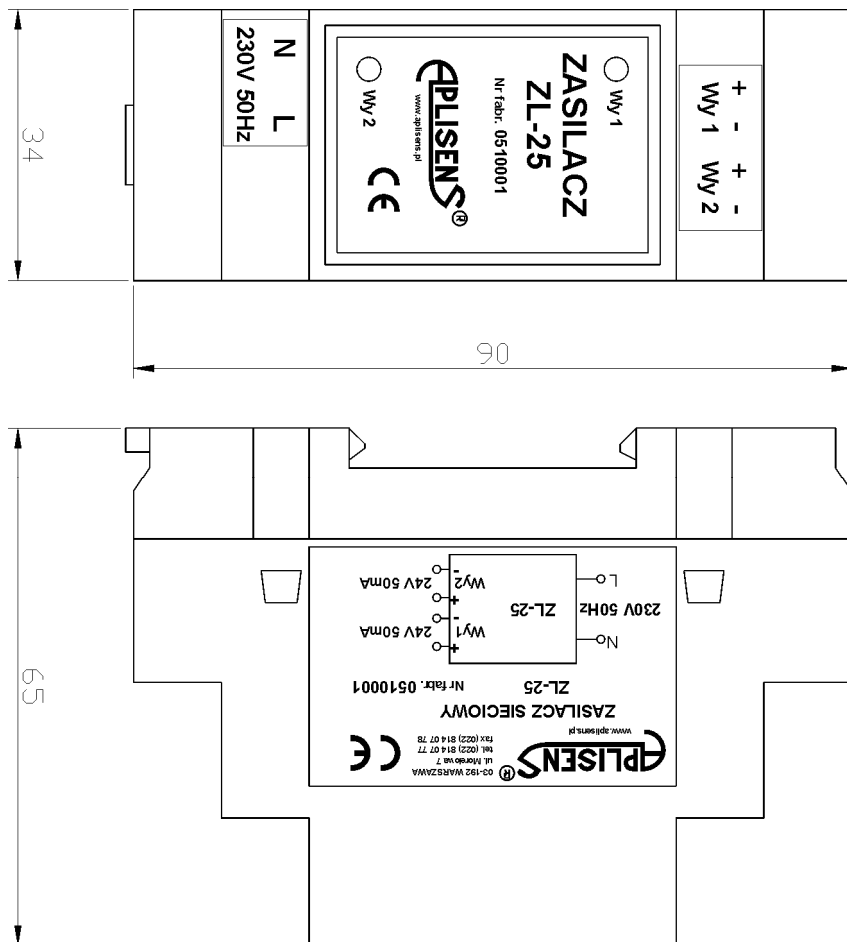 34
N L
230V 50Hz
ZASILACZ
ZL-25
Nr fabr. 0510001
APLISENS®
www.aplisens.pl
CE
Wy 1
Wy 2
+ - + -
Wy 1 Wy 2
90
65
APLISENS®
www.aplisens.pl
03-192 WARSZAWA
ul. Morelowa 7
tel. (022) 814 07 77
fax (022) 814 07 78
CE
ZASILACZ SIECIOWY
ZL-25 Nr fabr. 0510001
N
230V 50Hz
L
ZL-25
+
Wy1 24V 50mA
-
+
Wy2 24V 50mA
-